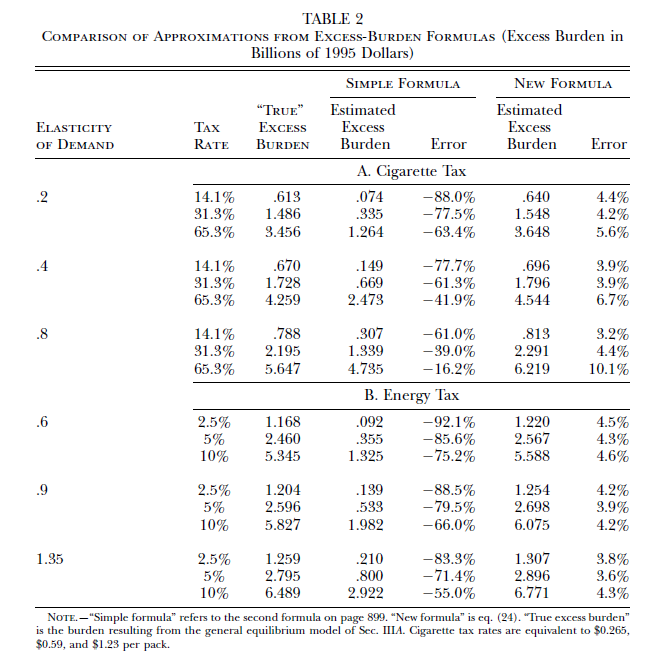 TABLE 2
Comparison of Approximations from Excess-Burden Formulas (Excess Burden in
Billions of 1995 Dollars)
Simple Formula New Formula
“True” Estimated Estimated
Elasticity Tax Excess Excess Excess
of Demand Rate Burden Burden Error Burden Error
A. Cigarette Tax
.2 14.1% .613 .074 −88.0% .640 4.4%
31.3% 1.486 .335 −77.5% 1.548 4.2%
65.3% 3.456 1.264 −63.4% 3.648 5.6%
.4 14.1% .670 .149 −77.7% .696 3.9%
31.3% 1.728 .669 −61.3% 1.796 3.9%
65.3% 4.259 2.473 −41.9% 4.544 6.7%
.8 14.1% .788 .307 −61.0% .813 3.2%
31.3% 2.195 1.339 −39.0% 2.291 4.4%
65.3% 5.647 4.735 −16.2% 6.219 10.1%
B. Energy Tax
.6 2.5% 1.168 .092 −92.1% 1.220 4.5%
5% 2.460 .355 −85.6% 2.567 4.3%
10% 5.345 1.325 −75.2% 5.588 4.6%
.9 2.5% 1.204 .139 −88.5% 1.254 4.2%
5% 2.596 .533 −79.5% 2.698 3.9%
10% 5.827 1.982 −66.0% 6.075 4.2%
1.35 2.5% 1.259 .210 −83.3% 1.307 3.8%
5% 2.795 .800 −71.4% 2.896 3.6%
10% 6.489 2.922 −55.0% 6.771 4.3%
Note.—“Simple formula” refers to the second formula on page 899. “New formula” is eq. (24). “True excess burden”
is the burden resulting from the general equilibrium model of Sec. IIIA. Cigarette tax rates are equivalent to $0.265,
$0.59, and $1.23 per pack.